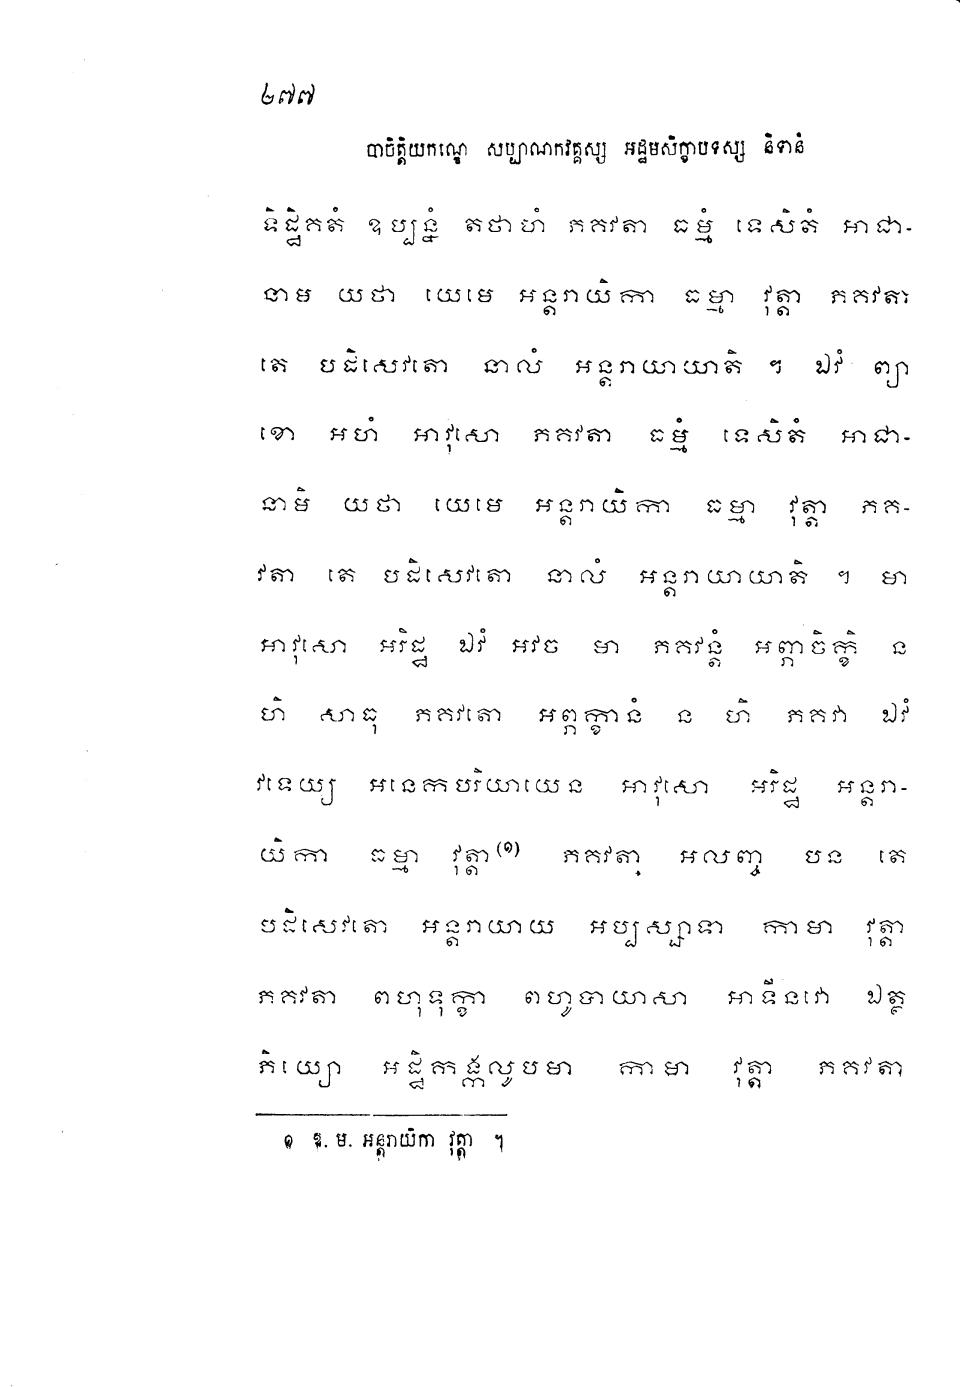 ២៧៧
បាចិត្តិយកណ្ឌេ សប្បាណកវគ្គស្ស អដ្ឋមសិក្ខាបទស្ស និទានំ
ទិដ្ឋិគតំ ឧប្បន្នំ តថាហំ ភគវតា ធម្មំ ទេសិតំ អាជា-
នាមិ យថា យេមេ អន្តរាយិកា ធម្មា វុត្តា ភគវតា
តេ បដិសេវតោ នាលំ អន្តរាយាយាតិ ។ ឯវំ ព្យា
ខោ អហំ អាវុសោ ភគវតា ធម្មំ ទេសិតំ អាជា-
នាមិ យថា យេមេ អន្តរាយិកា ធម្មា វុត្តា ភគ-
វតា តេ បដិសេវតោ នាលំ អន្តរាយាយាតិ ។ មា
អាវុសោ អរិដ្ឋ ឯវំ អវច មា ភគវន្តំ អព្ភាចិក្ខិ ន
ហិ សាធុ ភគវតោ អព្ភក្ខានំ ន ហិ ភគវា ឯវំ
វទេយ្យ អនេកបរិយាយេន អាវុសោ អរិដ្ឋ អន្តរា-
យិកា ធម្មា វុត្តា (១) ភគវតា អលញ្ច បន តេ
បដិសេវតោ អន្តរាយាយ អប្បស្សាទា កាមា វុត្តា
ភគវតា ពហុទុក្ខា ពហូបាយាសា អាទីនវោ ឯត្ថ
ភិយ្យោ អដ្ឋិកង្កលូបមា កាមា វុត្តា ភគវតា
១ ឱ. ម. អន្តរាយិកា វុត្តា ។